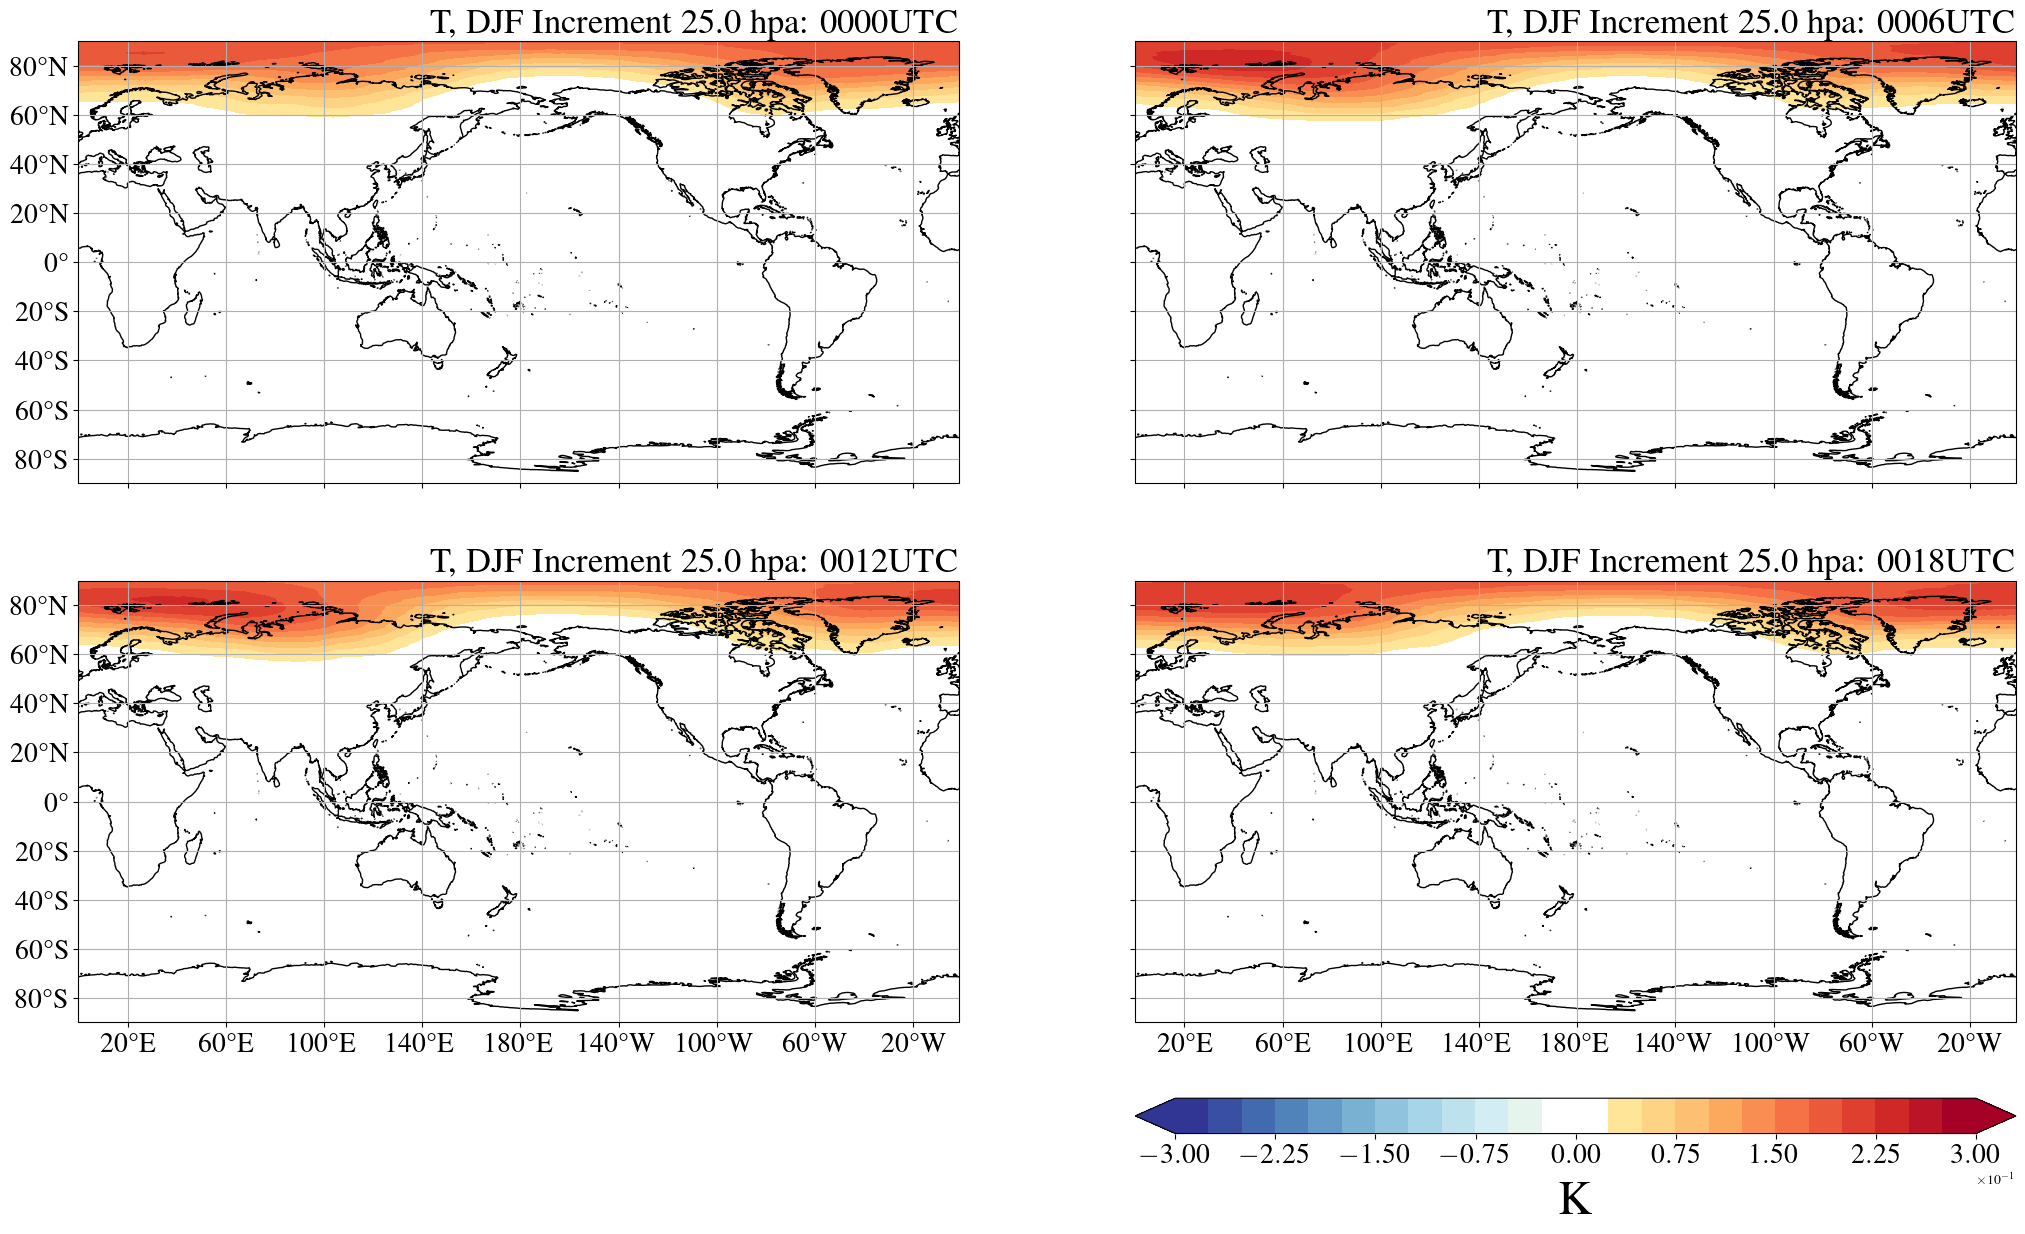 T, DJF Increment 25.0 hpa: 0000UTC
T, DJF Increment 25.0 hpa: 0006UTC
80°N
60°N
40°N
20°N
0°
20°S
40°S
60°S
80°S
T, DJF Increment 25.0 hpa: 0012UTC
T, DJF Increment 25.0 hpa: 0018UTC
80°N
60°N
40°N
20°N
0°
20°S
40°S
60°S
80°S
20°E 60°E 100°E 140°E 180°E 140°W 100°W 60°W 20°W
20°E 60°E 100°E 140°E 180°E 140°W 100°W 60°W 20°W
−3.00 −2.25 −1.50 −0.75 0.00 0.75 1.50 2.25 3.00
×10⁻¹
K